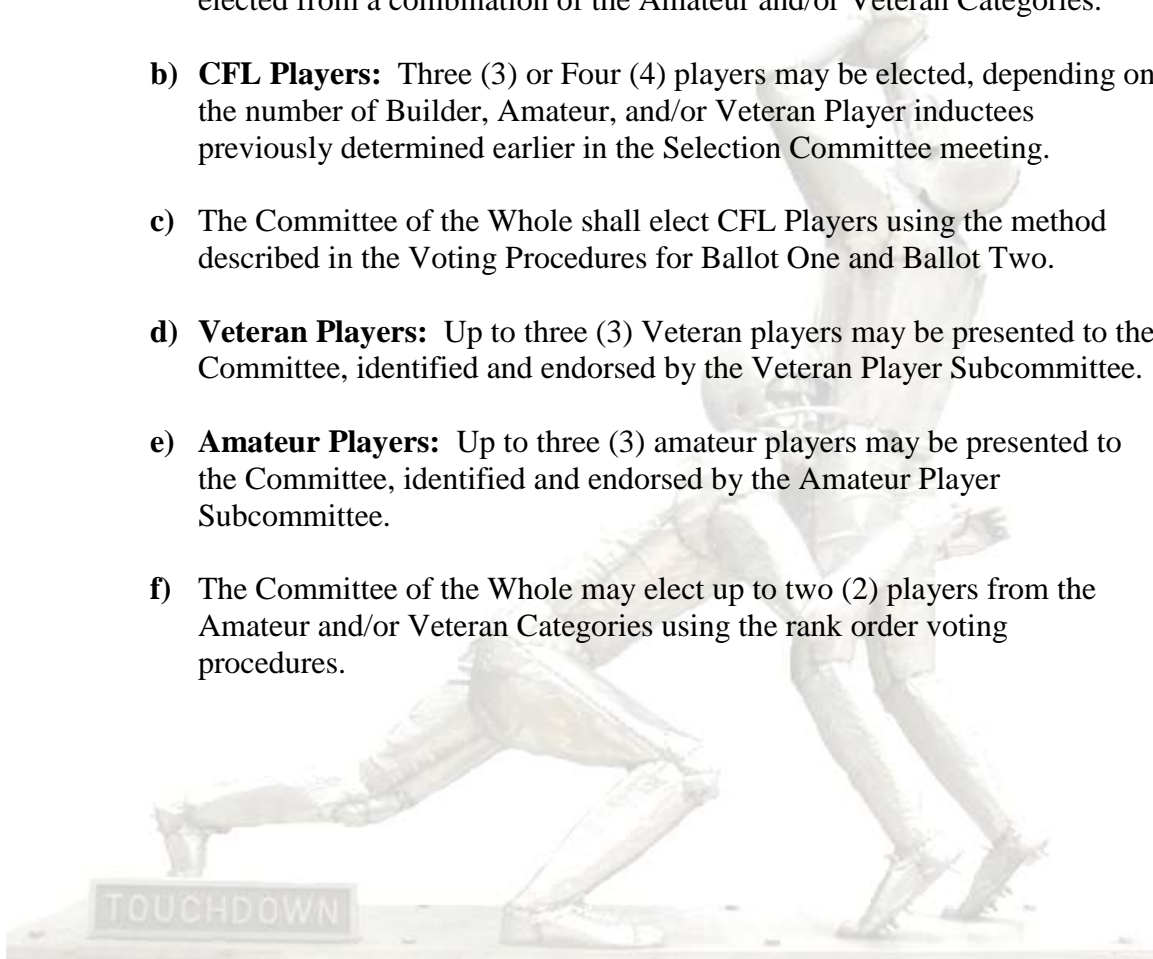 elected from a combination of the Amateur and/or Veteran Categories.
b) CFL Players: Three (3) or Four (4) players may be elected, depending on
the number of Builder, Amateur, and/or Veteran Player inductees
previously determined earlier in the Selection Committee meeting.
c) The Committee of the Whole shall elect CFL Players using the method
described in the Voting Procedures for Ballot One and Ballot Two.
d) Veteran Players: Up to three (3) Veteran players may be presented to the
Committee, identified and endorsed by the Veteran Player Subcommittee.
e) Amateur Players: Up to three (3) amateur players may be presented to
the Committee, identified and endorsed by the Amateur Player
Subcommittee.
f) The Committee of the Whole may elect up to two (2) players from the
Amateur and/or Veteran Categories using the rank order voting
procedures.
TOUCHDOWN